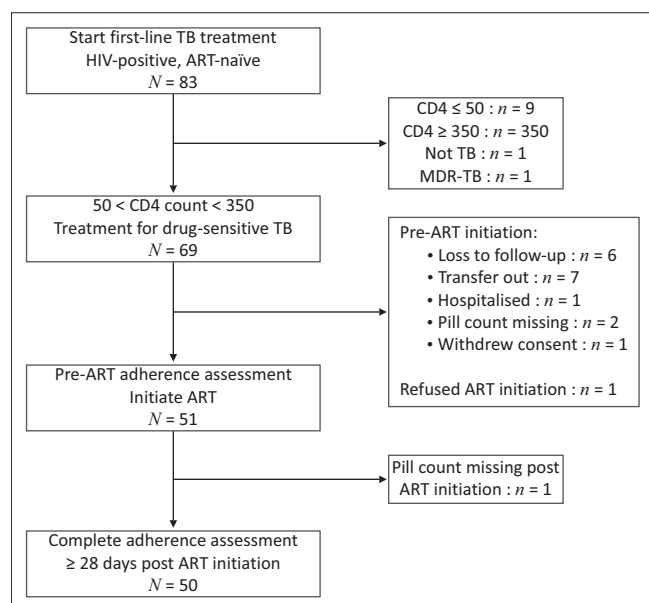 Start first-line TB treatment
HIV-positive, ART-naïve
N = 83
CD4 ≤ 50 : n = 9
CD4 ≥ 350 : n = 350
Not TB : n = 1
MDR-TB : n = 1
50 < CD4 count < 350
Treatment for drug-sensitive TB
N = 69
Pre-ART initiation:
• Loss to follow-up : n = 6
• Transfer out : n = 7
• Hospitalised : n = 1
• Pill count missing : n = 2
• Withdrew consent : n = 1
Refused ART initiation : n = 1
Pre-ART adherence assessment
Initiate ART
N = 51
Pill count missing post
ART initiation : n = 1
Complete adherence assessment
≥ 28 days post ART initiation
N = 50